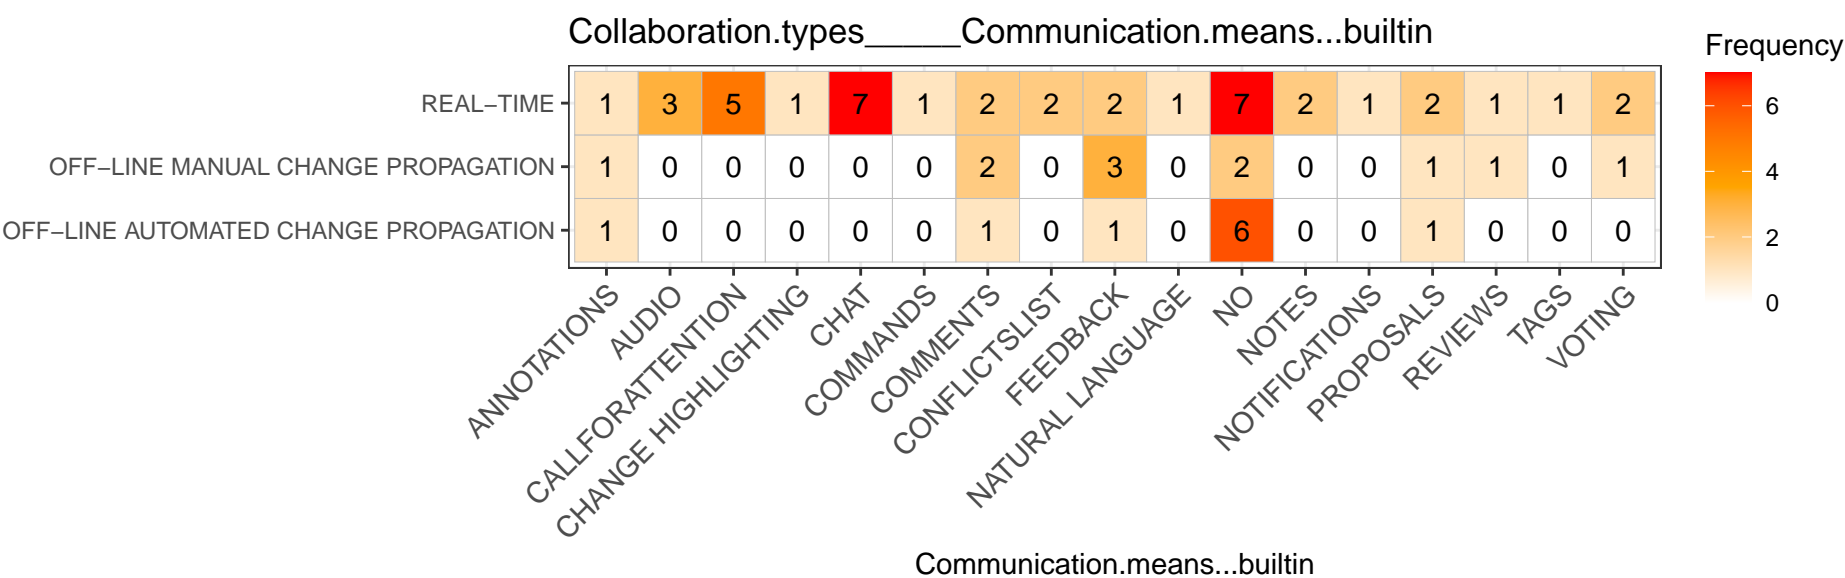 Collaboration.types_____Communication.means...builtin
Frequency
REAL−TIME 1 3 5 1 7 1 2 2 2 1 7 2 1 2 1 1 2
OFF−LINE MANUAL CHANGE PROPAGATION 1 0 0 0 0 0 2 0 3 0 2 0 0 1 1 0 1
OFF−LINE AUTOMATED CHANGE PROPAGATION 1 0 0 0 0 0 1 0 1 0 6 0 0 1 0 0 0
6
4
2
0
ANNOTATIONS
AUDIO
CALLFORATTENTION
CHANGE HIGHLIGHTING
CHAT
COMMANDS
COMMENTS
CONFLICTSLIST
FEEDBACK
NATURAL LANGUAGE
NO
NOTES
NOTIFICATIONS
PROPOSALS
REVIEWS
TAGS
VOTING
Communication.means...builtin